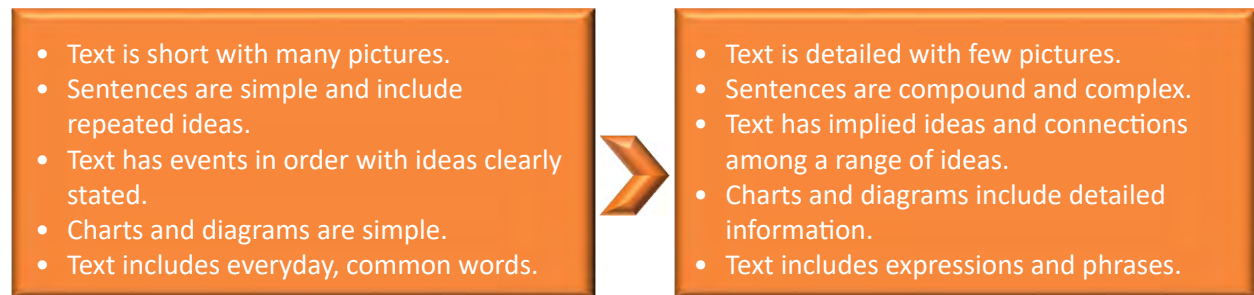 • Text is short with many pictures.
• Sentences are simple and include
repeated ideas.
• Text has events in order with ideas clearly
stated.
• Charts and diagrams are simple.
• Text includes everyday, common words.
• Text is detailed with few pictures.
• Sentences are compound and complex.
• Text has implied ideas and connections
among a range of ideas.
• Charts and diagrams include detailed
information.
• Text includes expressions and phrases.